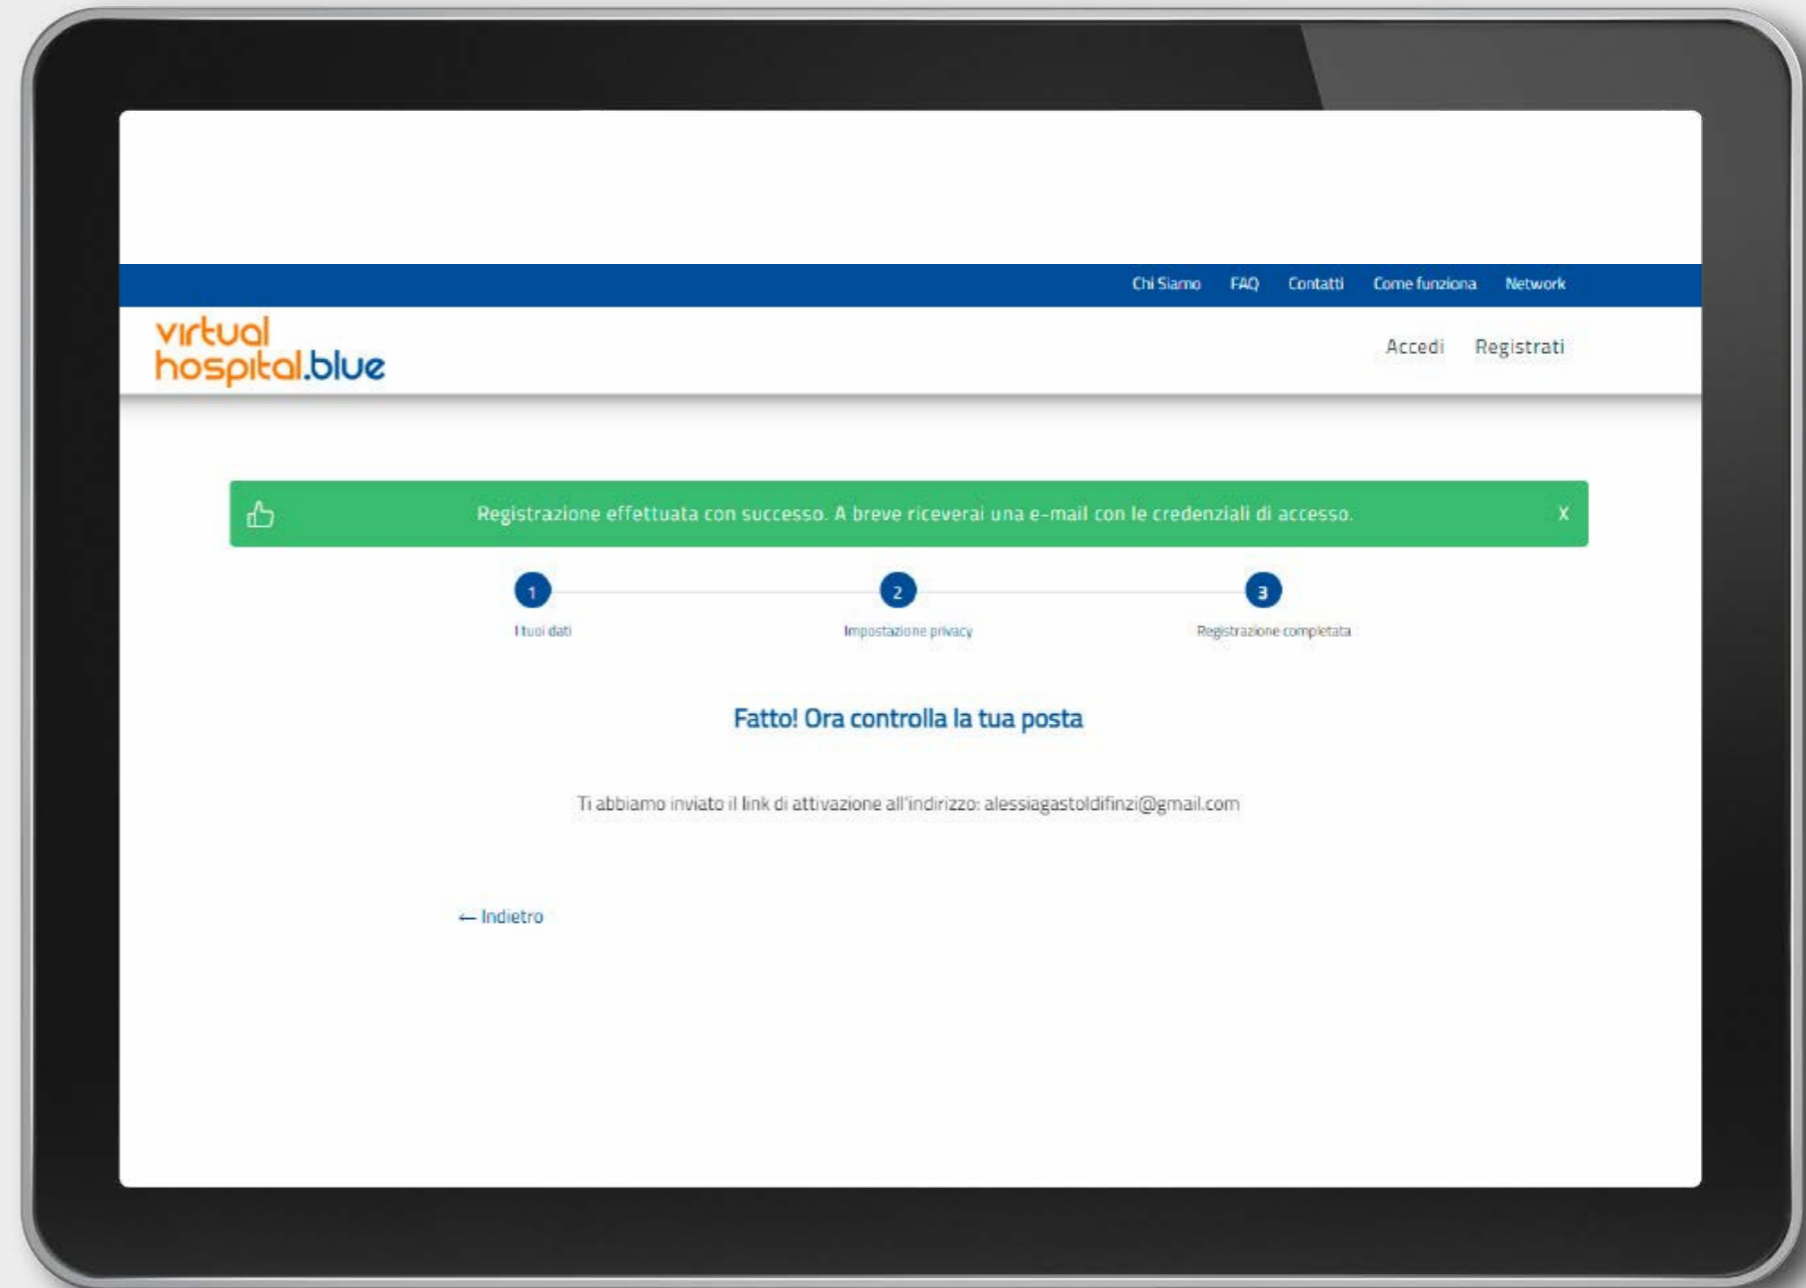 Chi Siamo FAQ Contatti Come funziona Network
virtual
hospital.blue
Accedi Registrati
Registrazione effettuata con successo. A breve riceverai una e-mail con le credenziali di accesso. X
1 2 3
I tuoi dati Impostazione privacy Registrazione completata
Fatto! Ora controlla la tua posta
Ti abbiamo inviato il link di attivazione all'indirizzo: alessiagastoldifinzi@gmail.com
← Indietro